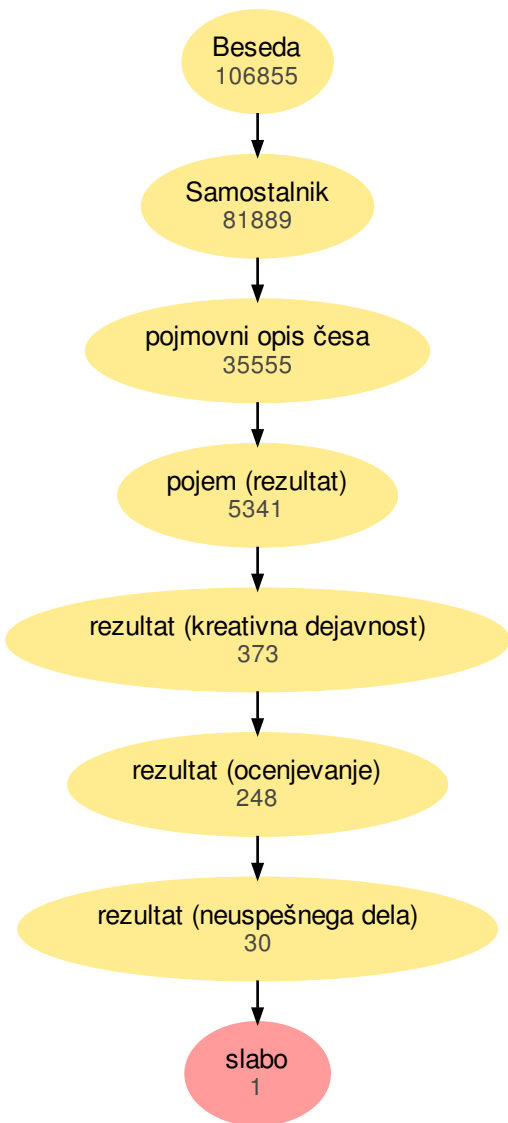 Beseda
106855
Samostalnik
81889
pojmovni opis česa
35555
pojem (rezultat)
5341
rezultat (kreativna dejavnost)
373
rezultat (ocenjevanje)
248
rezultat (neuspešnega dela)
30
slabo
1